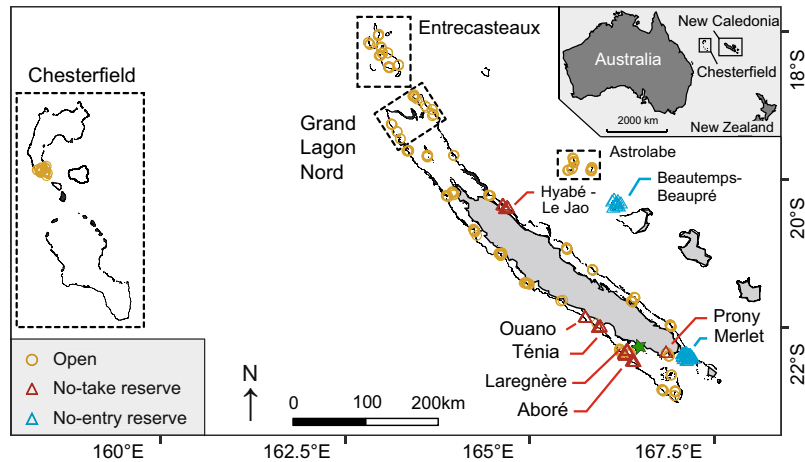 Entrecasteaux
Chesterfield
Grand
Lagon
Nord
New Caledonia
Australia
Chesterfield
2000 km
New Zealand
Astrolabe
Hyabé -
Le Jao
Beautemps-
Beaupré
Ouano
Ténia
Laregnère
Aboré
Prony
Merlet
Open
No-take reserve
No-entry reserve
N
0 100 200km
18°S
20°S
22°S
160°E 162.5°E 165°E 167.5°E